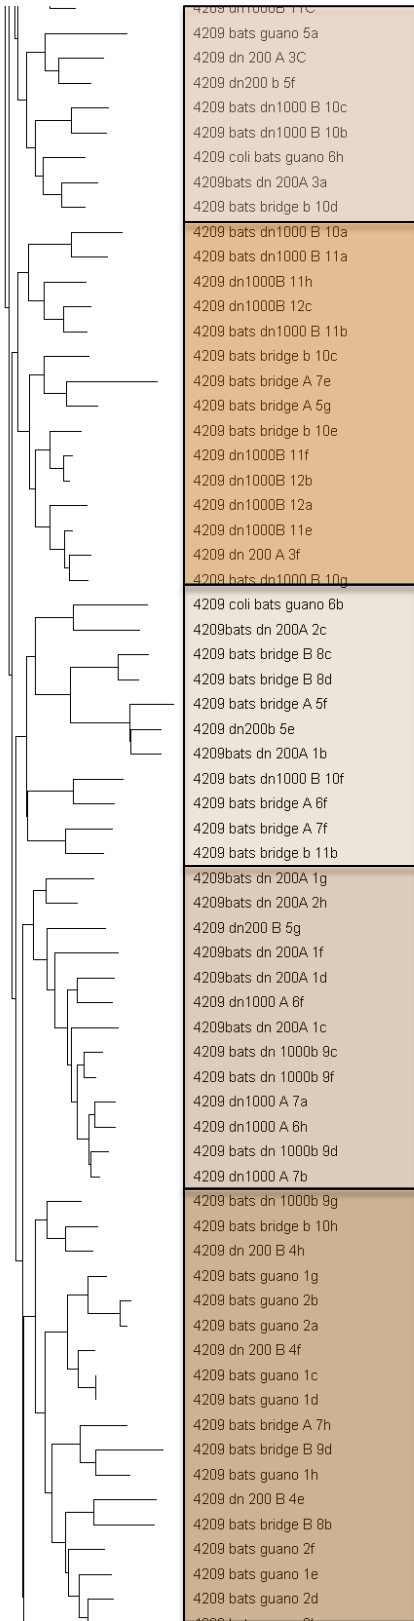 4209 dn1000B 11C
4209 bats guano 5a
4209 dn 200 A 3C
4209 dn200 b 5f
4209 bats dn1000 B 10c
4209 bats dn1000 B 10b
4209 coli bats guano 6h
4209bats dn 200A 3a
4209 bats bridge b 10d
4209 bats dn1000 B 10a
4209 bats dn1000 B 11a
4209 dn1000B 11h
4209 dn1000B 12c
4209 bats dn1000 B 11b
4209 bats bridge b 10c
4209 bats bridge A 7e
4209 bats bridge A 5g
4209 bats bridge b 10e
4209 dn1000B 11f
4209 dn1000B 12b
4209 dn1000B 12a
4209 dn1000B 11e
4209 dn 200 A 3f
4209 bats dn1000 B 10g
4209 coli bats guano 6b
4209bats dn 200A 2c
4209 bats bridge B 8c
4209 bats bridge B 8d
4209 bats bridge A 5f
4209 dn200b 5e
4209bats dn 200A 1b
4209 bats dn1000 B 10f
4209 bats bridge A 6f
4209 bats bridge A 7f
4209 bats bridge b 11b
4209bats dn 200A 1g
4209bats dn 200A 2h
4209 dn200 B 5g
4209bats dn 200A 1f
4209bats dn 200A 1d
4209 dn1000 A 6f
4209bats dn 200A 1c
4209 bats dn 1000b 9c
4209 bats dn 1000b 9f
4209 dn1000 A 7a
4209 dn1000 A 6h
4209 bats dn 1000b 9d
4209 dn1000 A 7b
4209 bats dn 1000b 9g
4209 bats bridge b 10h
4209 dn 200 B 4h
4209 bats guano 1g
4209 bats guano 2b
4209 bats guano 2a
4209 dn 200 B 4f
4209 bats guano 1c
4209 bats guano 1d
4209 bats bridge A 7h
4209 bats bridge B 9d
4209 bats guano 1h
4209 dn 200 B 4e
4209 bats bridge B 8b
4209 bats guano 2f
4209 bats guano 1e
4209 bats guano 2d